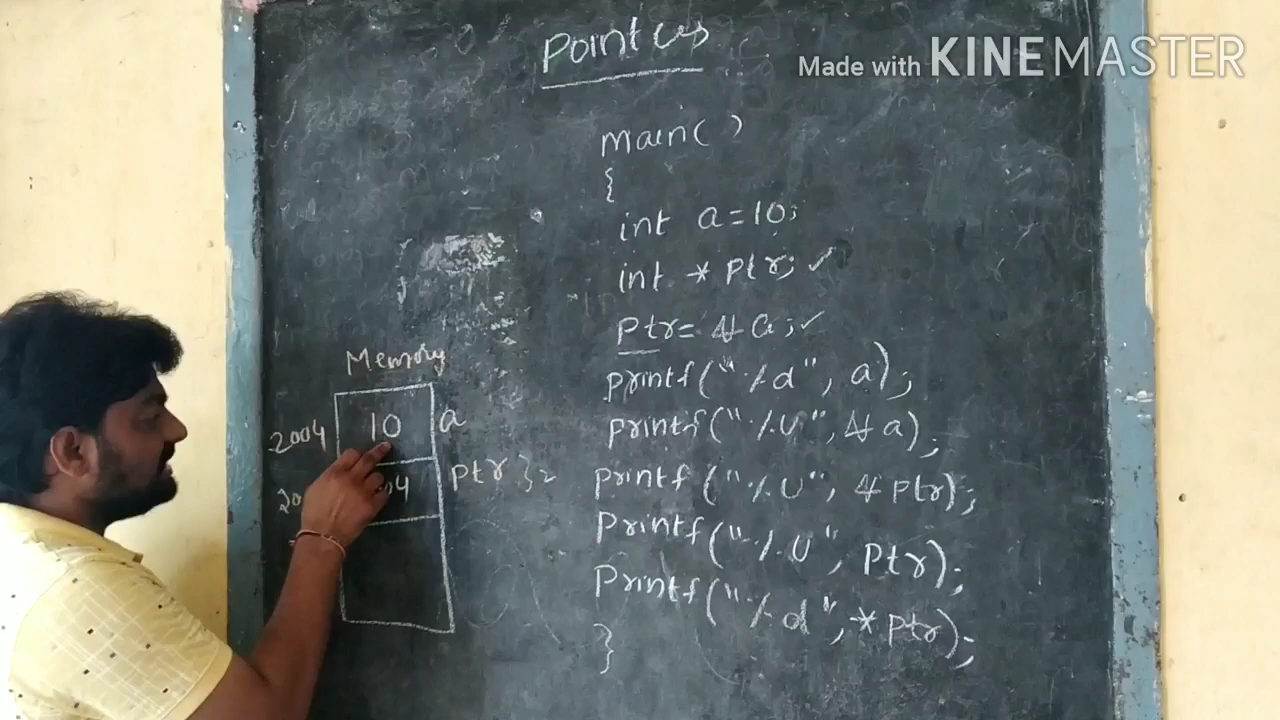 Pointers
Made with KINEMASTER
main( )
{
int a=10;
int * ptr; ✓
ptr= &a; ✓
printf("%d", a);
printf("%u", &a);
printf("%u", &ptr);
printf("%u", ptr);
printf("%d", *ptr);
}
Memory
2004 10 a
ptr